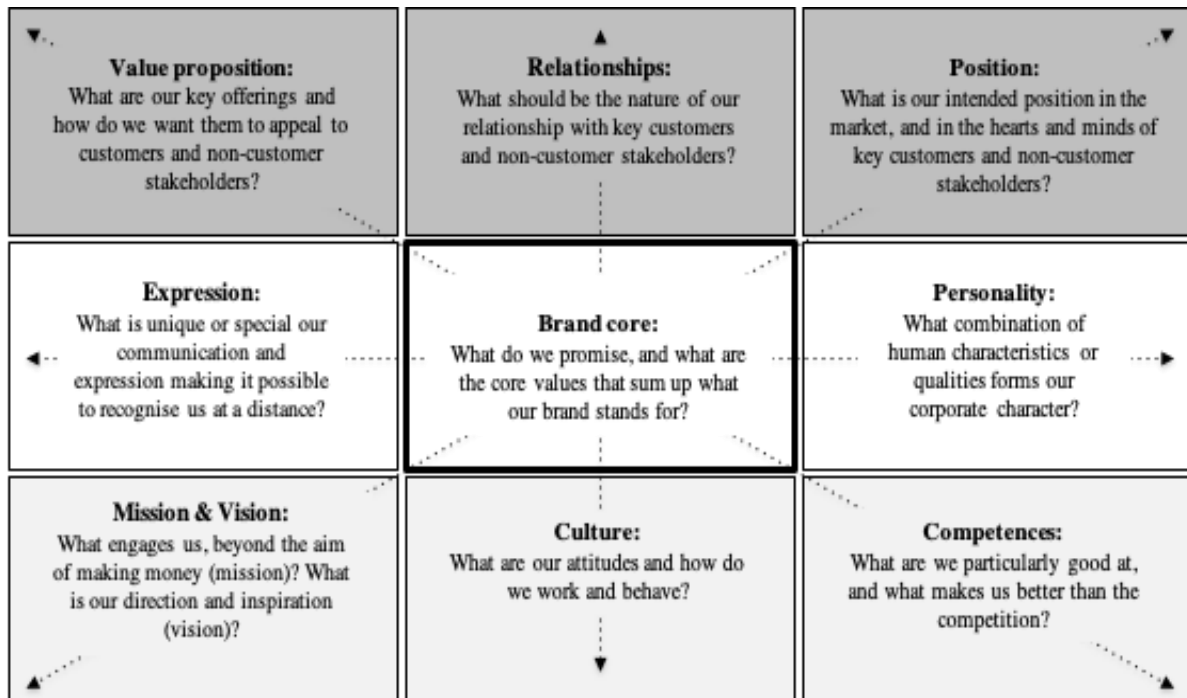 Value proposition:
What are our key offerings and
how do we want them to appeal to
customers and non-customer
stakeholders?
Relationships:
What should be the nature of our
relationship with key customers
and non-customer stakeholders?
Position:
What is our intended position in the
market, and in the hearts and minds of
key customers and non-customer
stakeholders?
Expression:
What is unique or special our
communication and
expression making it possible
to recognise us at a distance?
Brand core:
What do we promise, and what are
the core values that sum up what
our brand stands for?
Personality:
What combination of
human characteristics or
qualities forms our
corporate character?
Mission & Vision:
What engages us, beyond the aim
of making money (mission)? What
is our direction and inspiration
(vision)?
Culture:
What are our attitudes and how do
we work and behave?
Competences:
What are we particularly good at,
and what makes us better than the
competition?